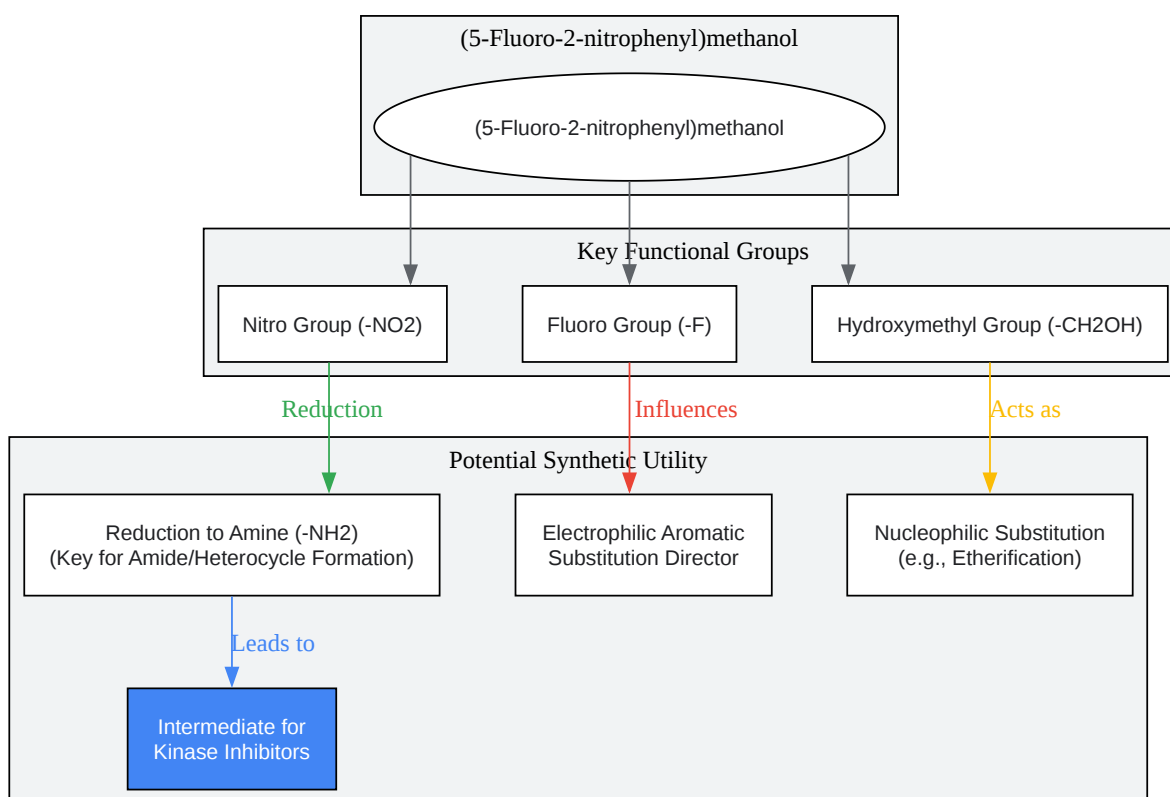 (5-Fluoro-2-nitrophenyl)methanol
(5-Fluoro-2-nitrophenyl)methanol
Key Functional Groups
Nitro Group (-NO2)
Fluoro Group (-F)
Hydroxymethyl Group (-CH2OH)
Reduction
Influences
Acts as
Potential Synthetic Utility
Reduction to Amine (-NH2)
(Key for Amide/Heterocycle Formation)
Electrophilic Aromatic
Substitution Director
Nucleophilic Substitution
(e.g., Etherification)
Leads to
Intermediate for
Kinase Inhibitors